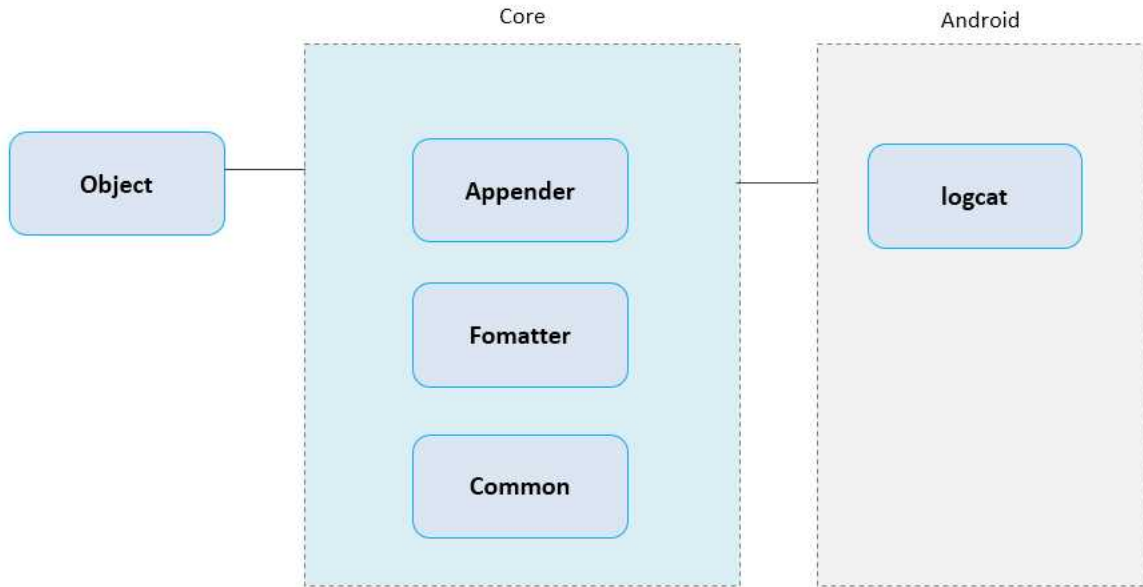 Core
Android
Object
Appender
logcat
Fomatter
Common